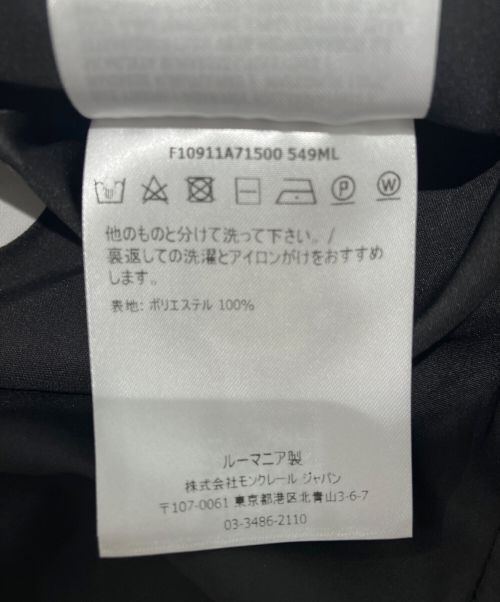 F10911A71500 549ML
P W
他のものと分けて洗って下さい。/
裏返しての洗濯とアイロンがけをおすすめ
します。
表地: ポリエステル 100%
ルーマニア製
株式会社モンクレール ジャパン
〒107-0061 東京都港区北青山3-6-7
03-3486-2110